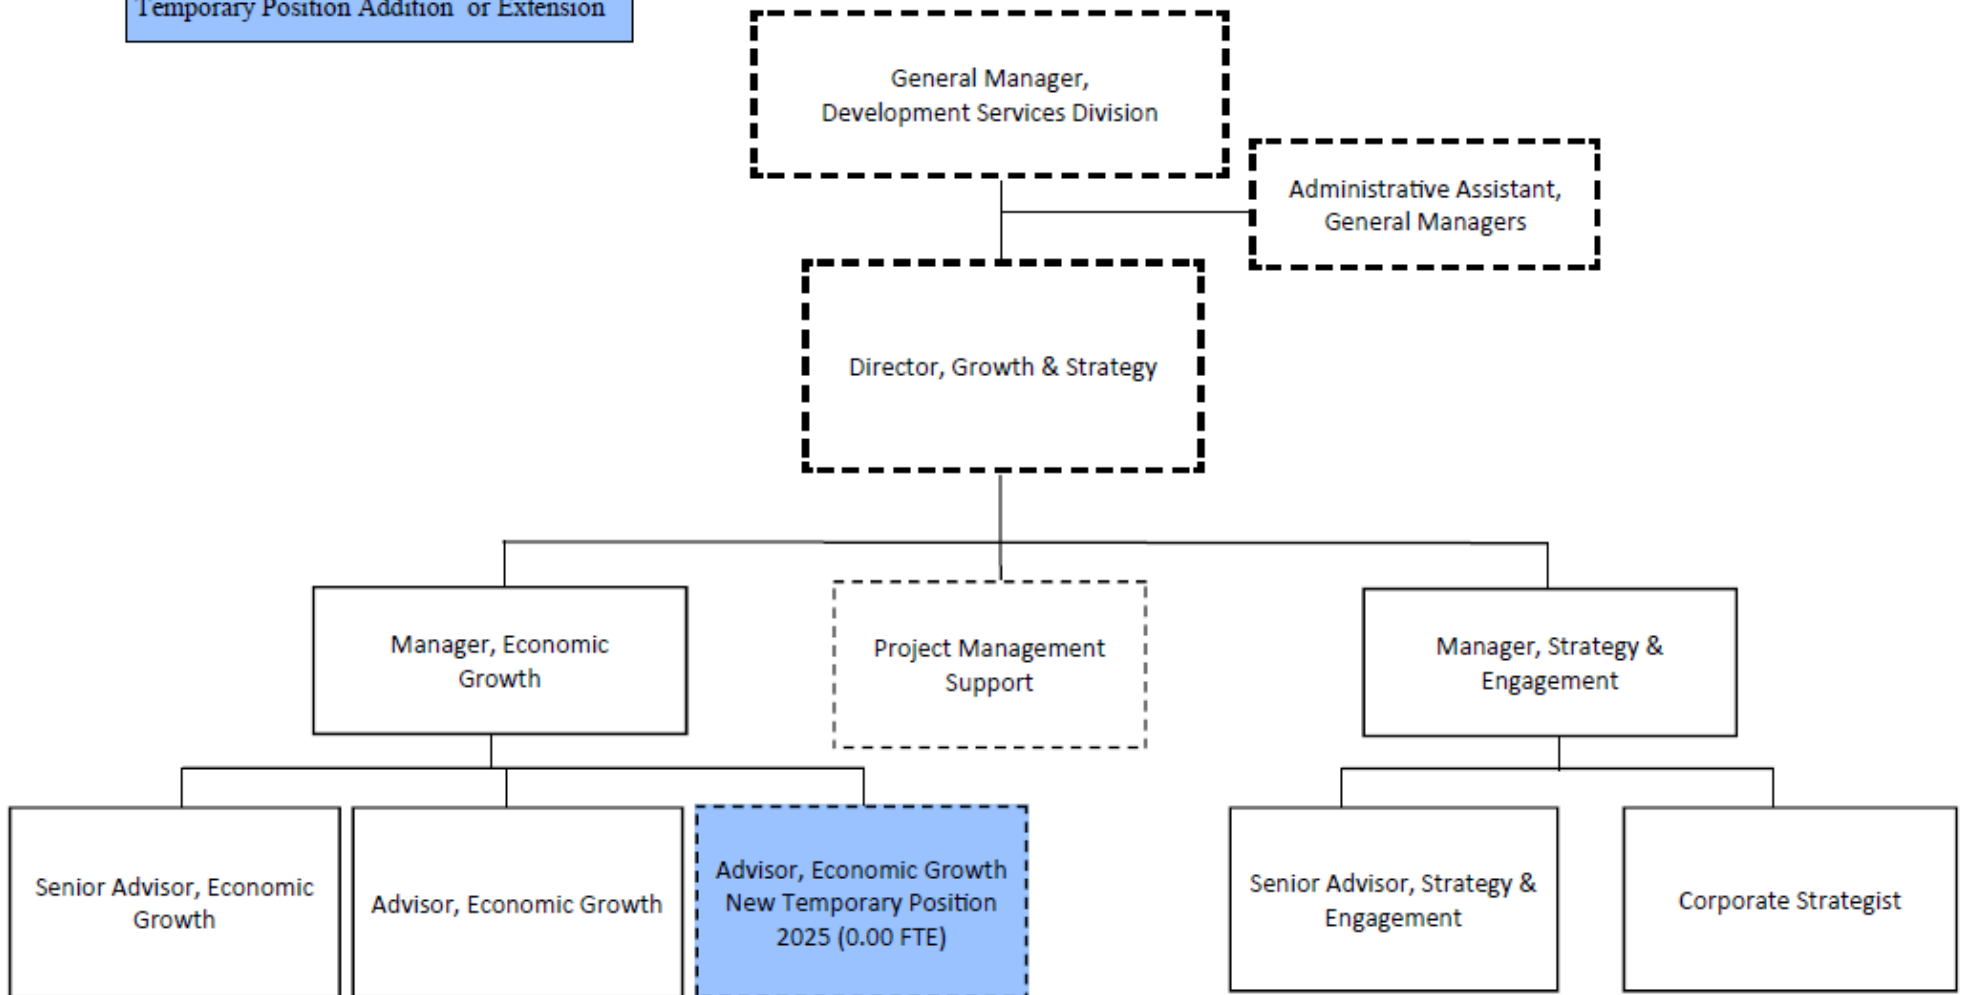 Temporary Position Addition or Extension
General Manager,
Development Services Division
Administrative Assistant,
General Managers
Director, Growth & Strategy
Manager, Economic
Growth
Project Management
Support
Manager, Strategy &
Engagement
Senior Advisor, Economic
Growth
Advisor, Economic Growth
Advisor, Economic Growth
New Temporary Position
2025 (0.00 FTE)
Senior Advisor, Strategy &
Engagement
Corporate Strategist